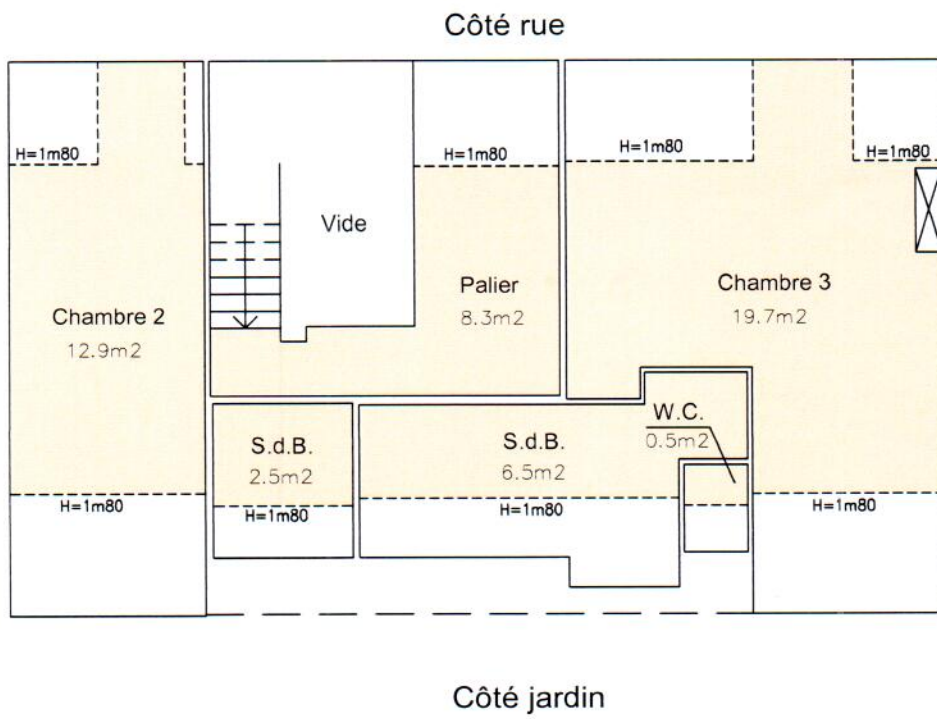 Côté rue
H=1m80
H=1m80
H=1m80
H=1m80
Vide
Chambre 2
12.9m2
Palier
8.3m2
Chambre 3
19.7m2
S.d.B.
2.5m2
S.d.B.
6.5m2
W.C.
0.5m2
H=1m80
H=1m80
H=1m80
H=1m80
Côté jardin